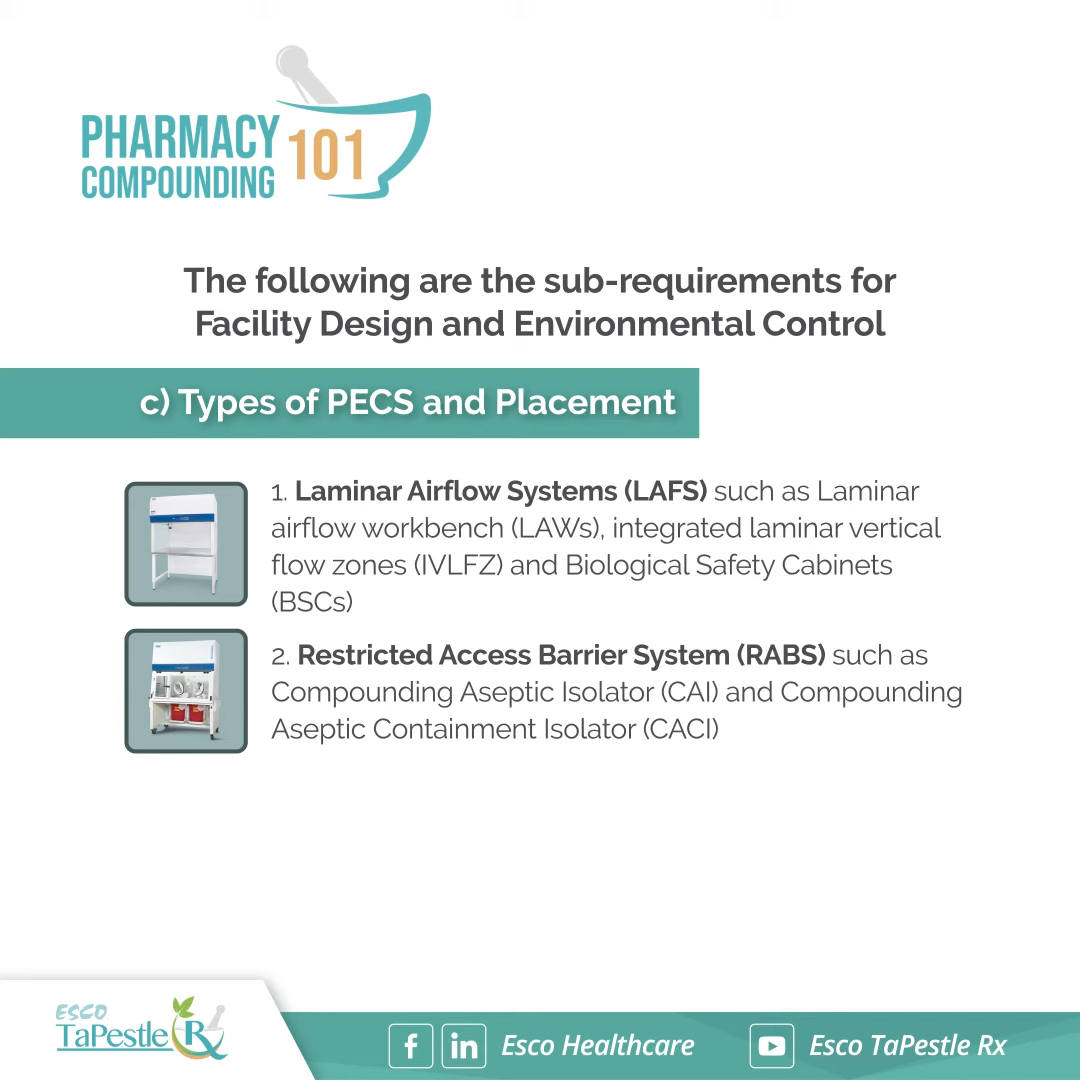 PHARMACY
COMPOUNDING
101
The following are the sub-requirements for
Facility Design and Environmental Control
c) Types of PECS and Placement
1. Laminar Airflow Systems (LAFS) such as Laminar
airflow workbench (LAWs), integrated laminar vertical
flow zones (IVLFZ) and Biological Safety Cabinets
(BSCs)
2. Restricted Access Barrier System (RABS) such as
Compounding Aseptic Isolator (CAI) and Compounding
Aseptic Containment Isolator (CACI)
ESCO
TaPestle Rx
f in Esco Healthcare
Esco TaPestle Rx